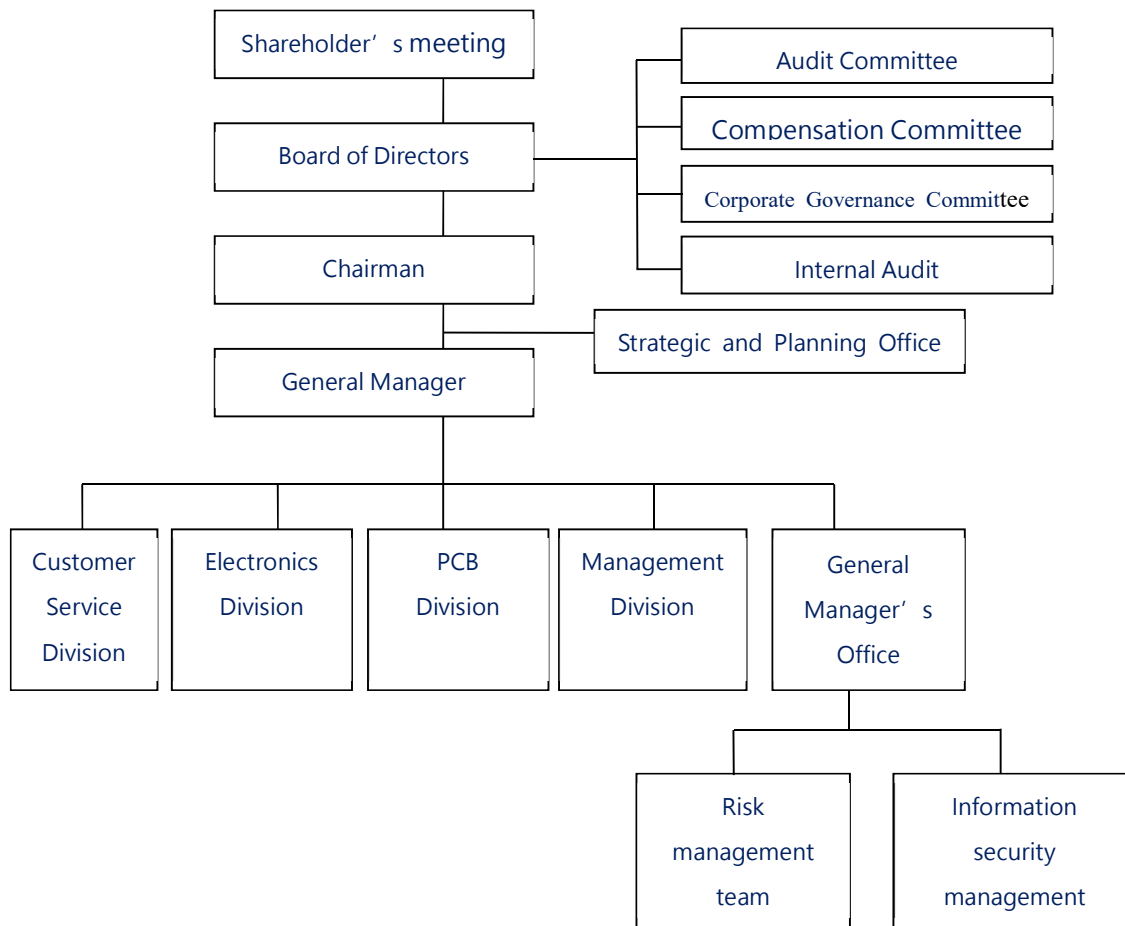 Shareholder’s meeting
Audit Committee
Compensation Committee
Board of Directors
Corporate Governance Committee
Chairman
Internal Audit
Strategic and Planning Office
General Manager
Customer
Service
Division
Electronics
Division
PCB
Division
Management
Division
General
Manager’s
Office
Risk
management
team
Information
security
management